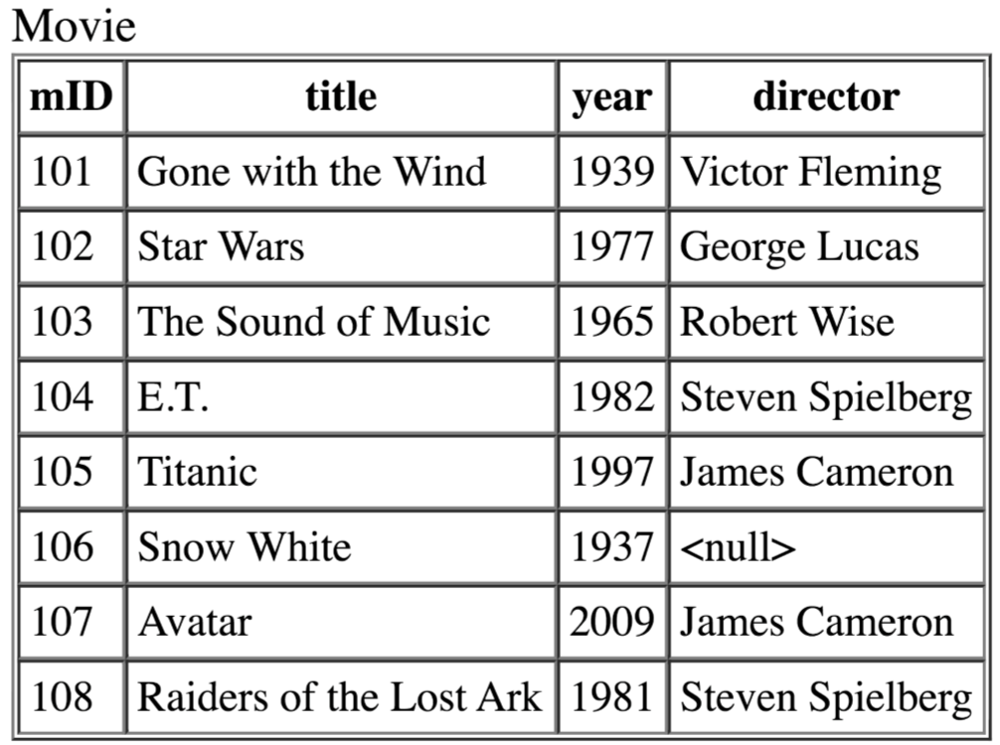 Movie
mID title year director
101 Gone with the Wind 1939 Victor Fleming
102 Star Wars 1977 George Lucas
103 The Sound of Music 1965 Robert Wise
104 E.T. 1982 Steven Spielberg
105 Titanic 1997 James Cameron
106 Snow White 1937 <null>
107 Avatar 2009 James Cameron
108 Raiders of the Lost Ark 1981 Steven Spielberg